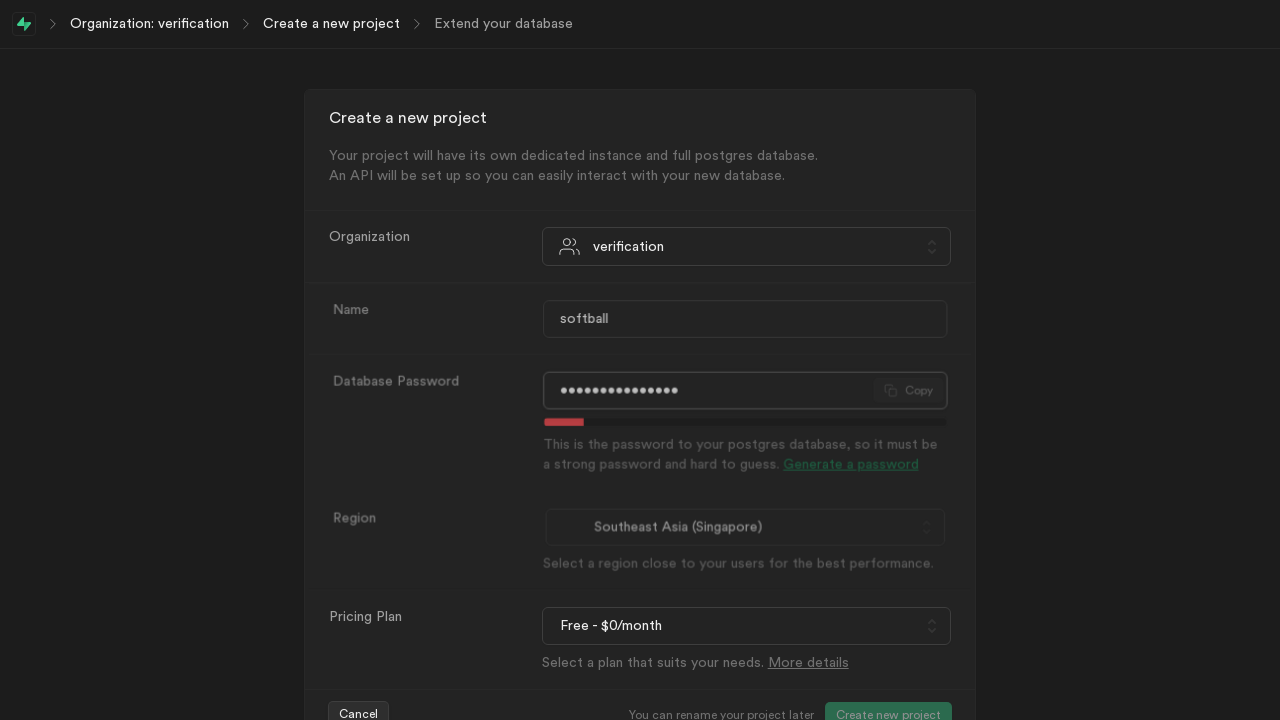 Organization: verification
Create a new project
Extend your database
Create a new project
Your project will have its own dedicated instance and full postgres database.
An API will be set up so you can easily interact with your new database.
Organization
verification
Name
softball
Database Password
•••••••••••••••
Copy
This is the password to your postgres database, so it must be
a strong password and hard to guess. Generate a password
Region
Southeast Asia (Singapore)
Select a region close to your users for the best performance.
Pricing Plan
Free - $0/month
Select a plan that suits your needs. More details
Cancel
You can rename your project later
Create new project